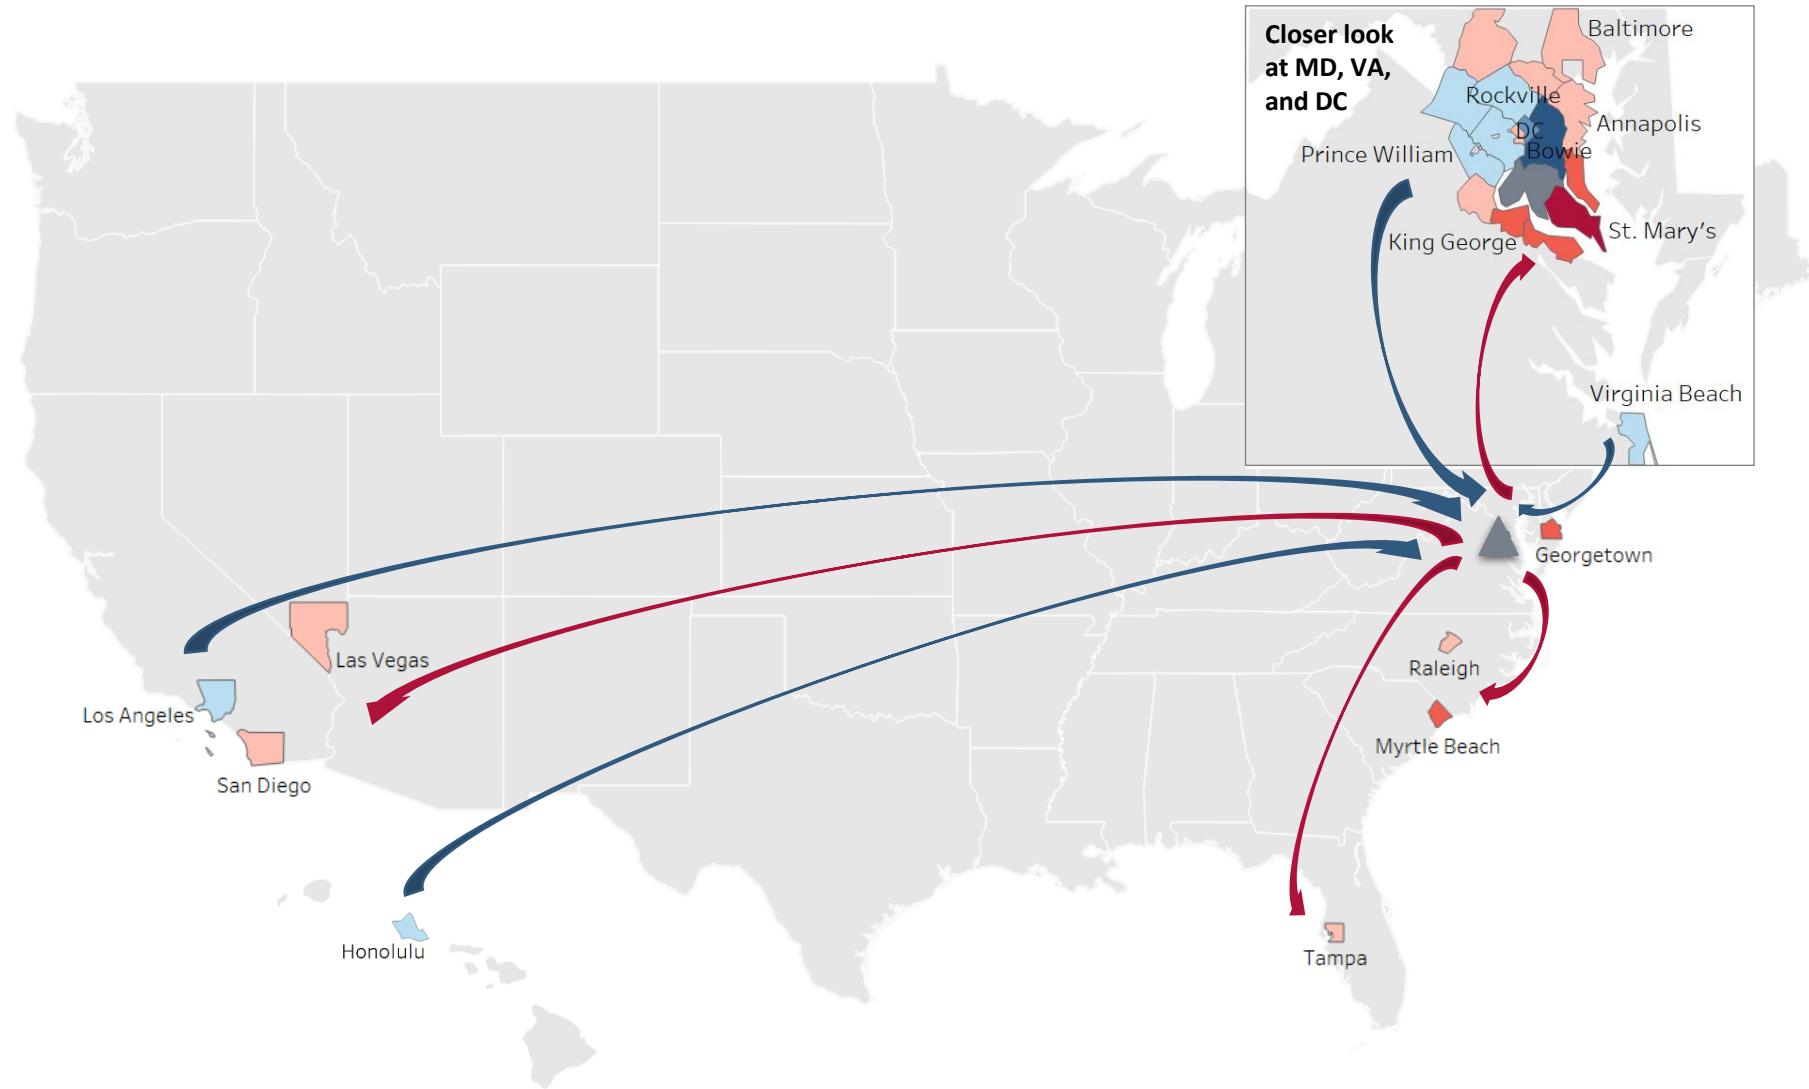 Closer look
at MD, VA,
and DC
Baltimore
Rockville
Annapolis
DC
Bowie
Prince William
St. Mary's
King George
Virginia Beach
Georgetown
Las Vegas
Raleigh
Los Angeles
Myrtle Beach
San Diego
Honolulu
Tampa